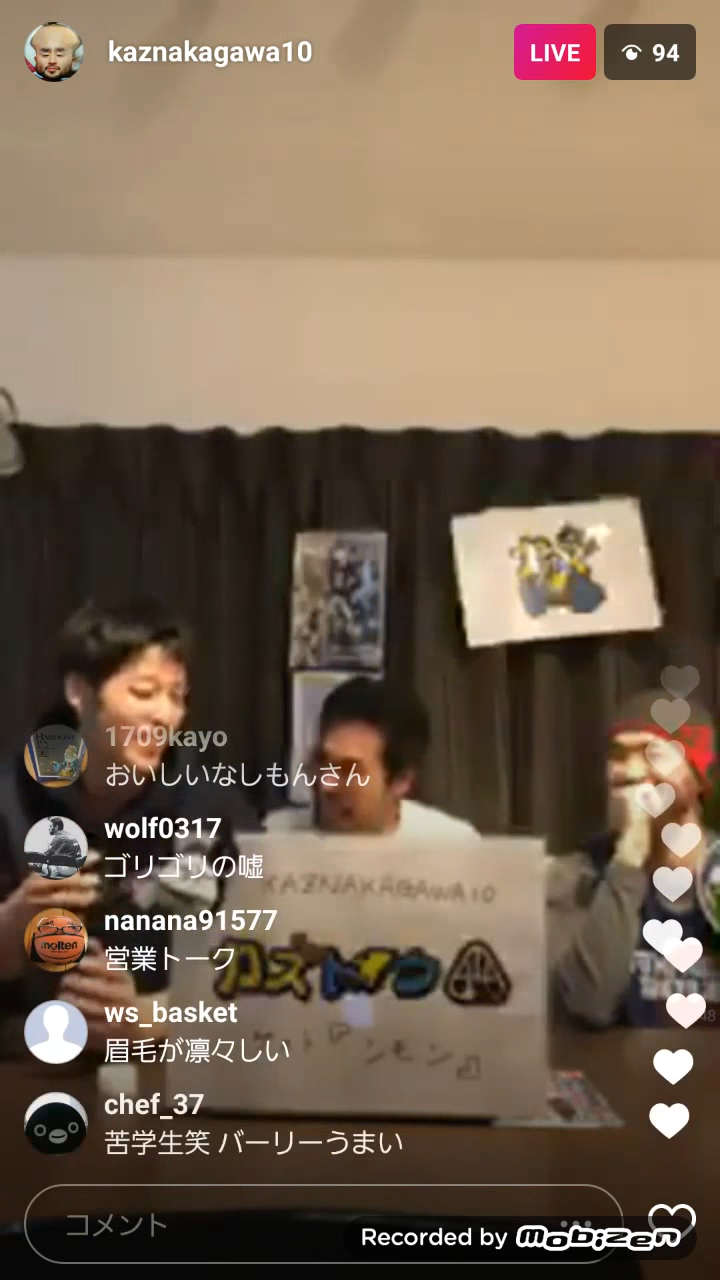 kaznakagawa10
LIVE
94
1709kayo
おいしいなしもんさん
wolf0317
ゴリゴリの嘘
nanana91577
営業トーク
ws_basket
眉毛が凛々しい
chef_37
苦学生笑 バーリーうまい
KAZNAKAGAWA10
molten
コメント
Recorded by mobizen